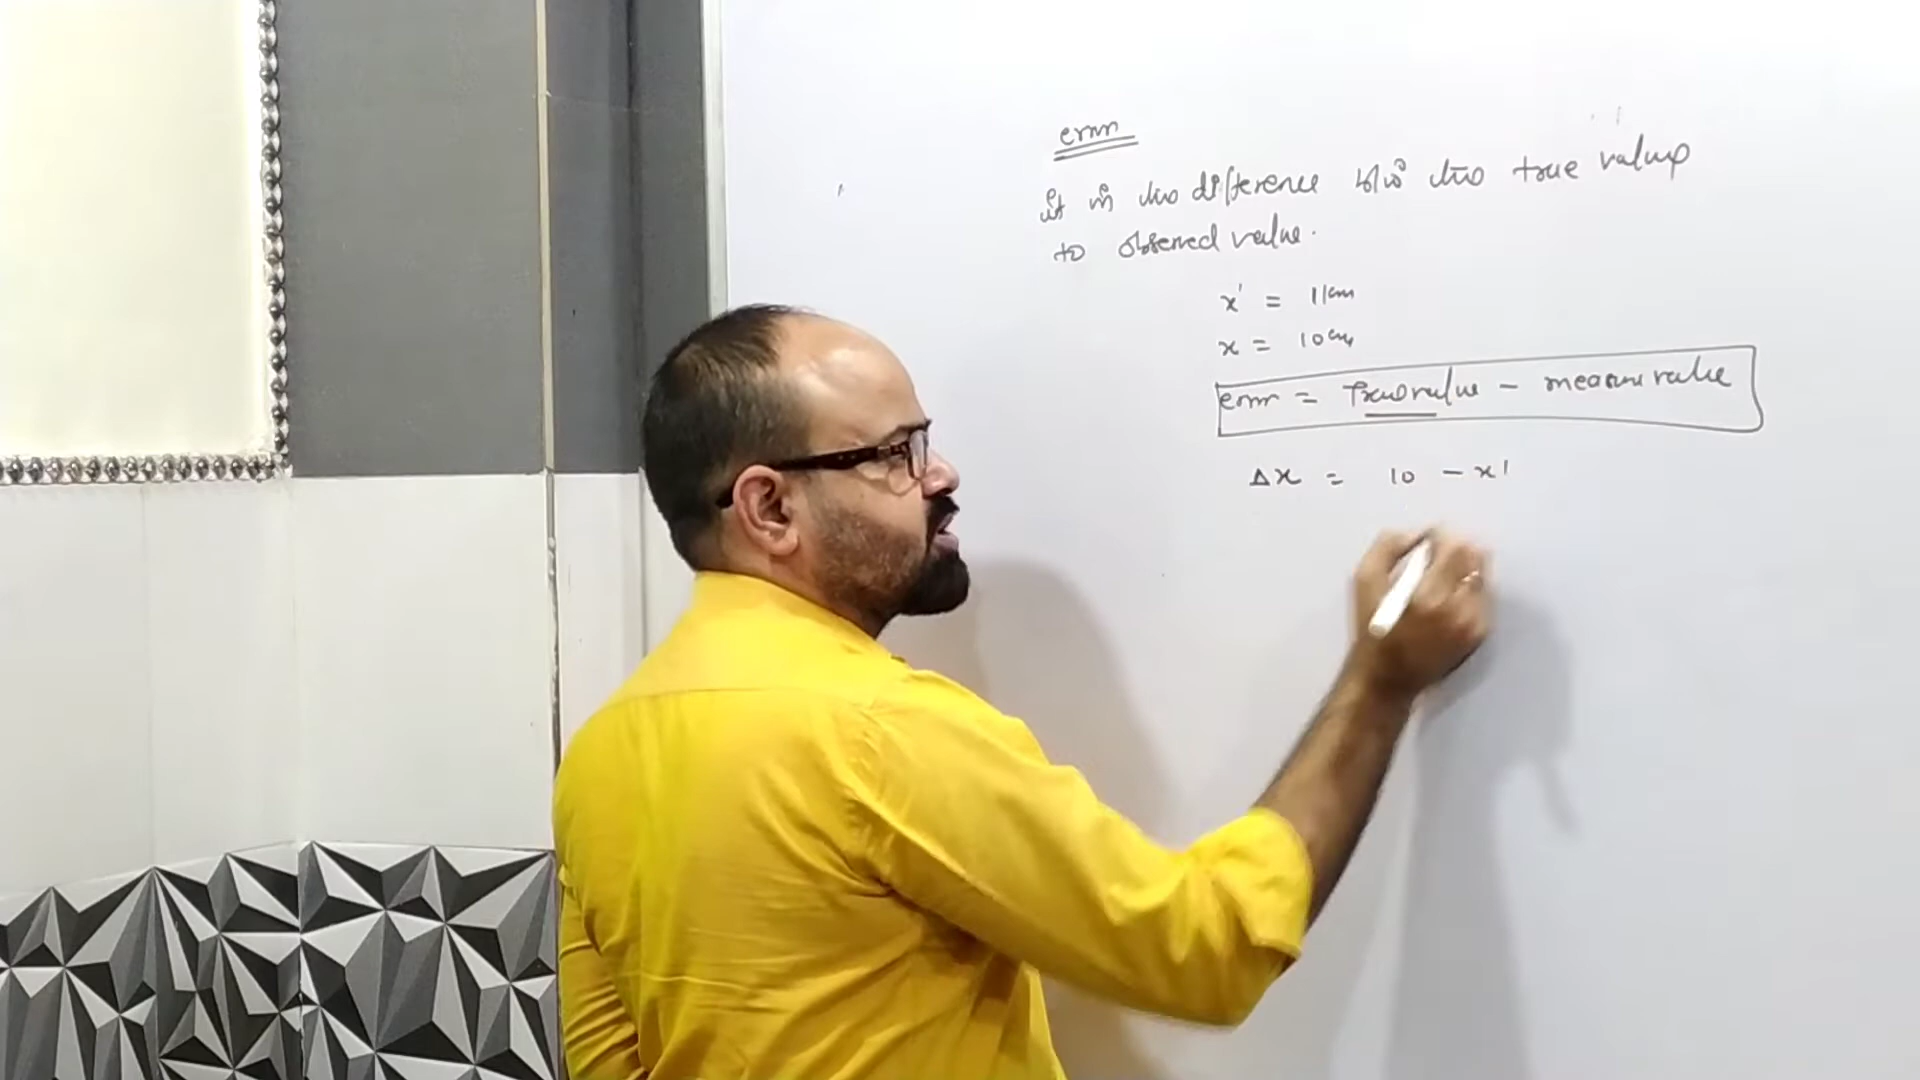 error
it is the difference b/w the true value
to observed value.
x' = 11cm
x = 10cm
error = True value - measure value
Δx = 10 - x'